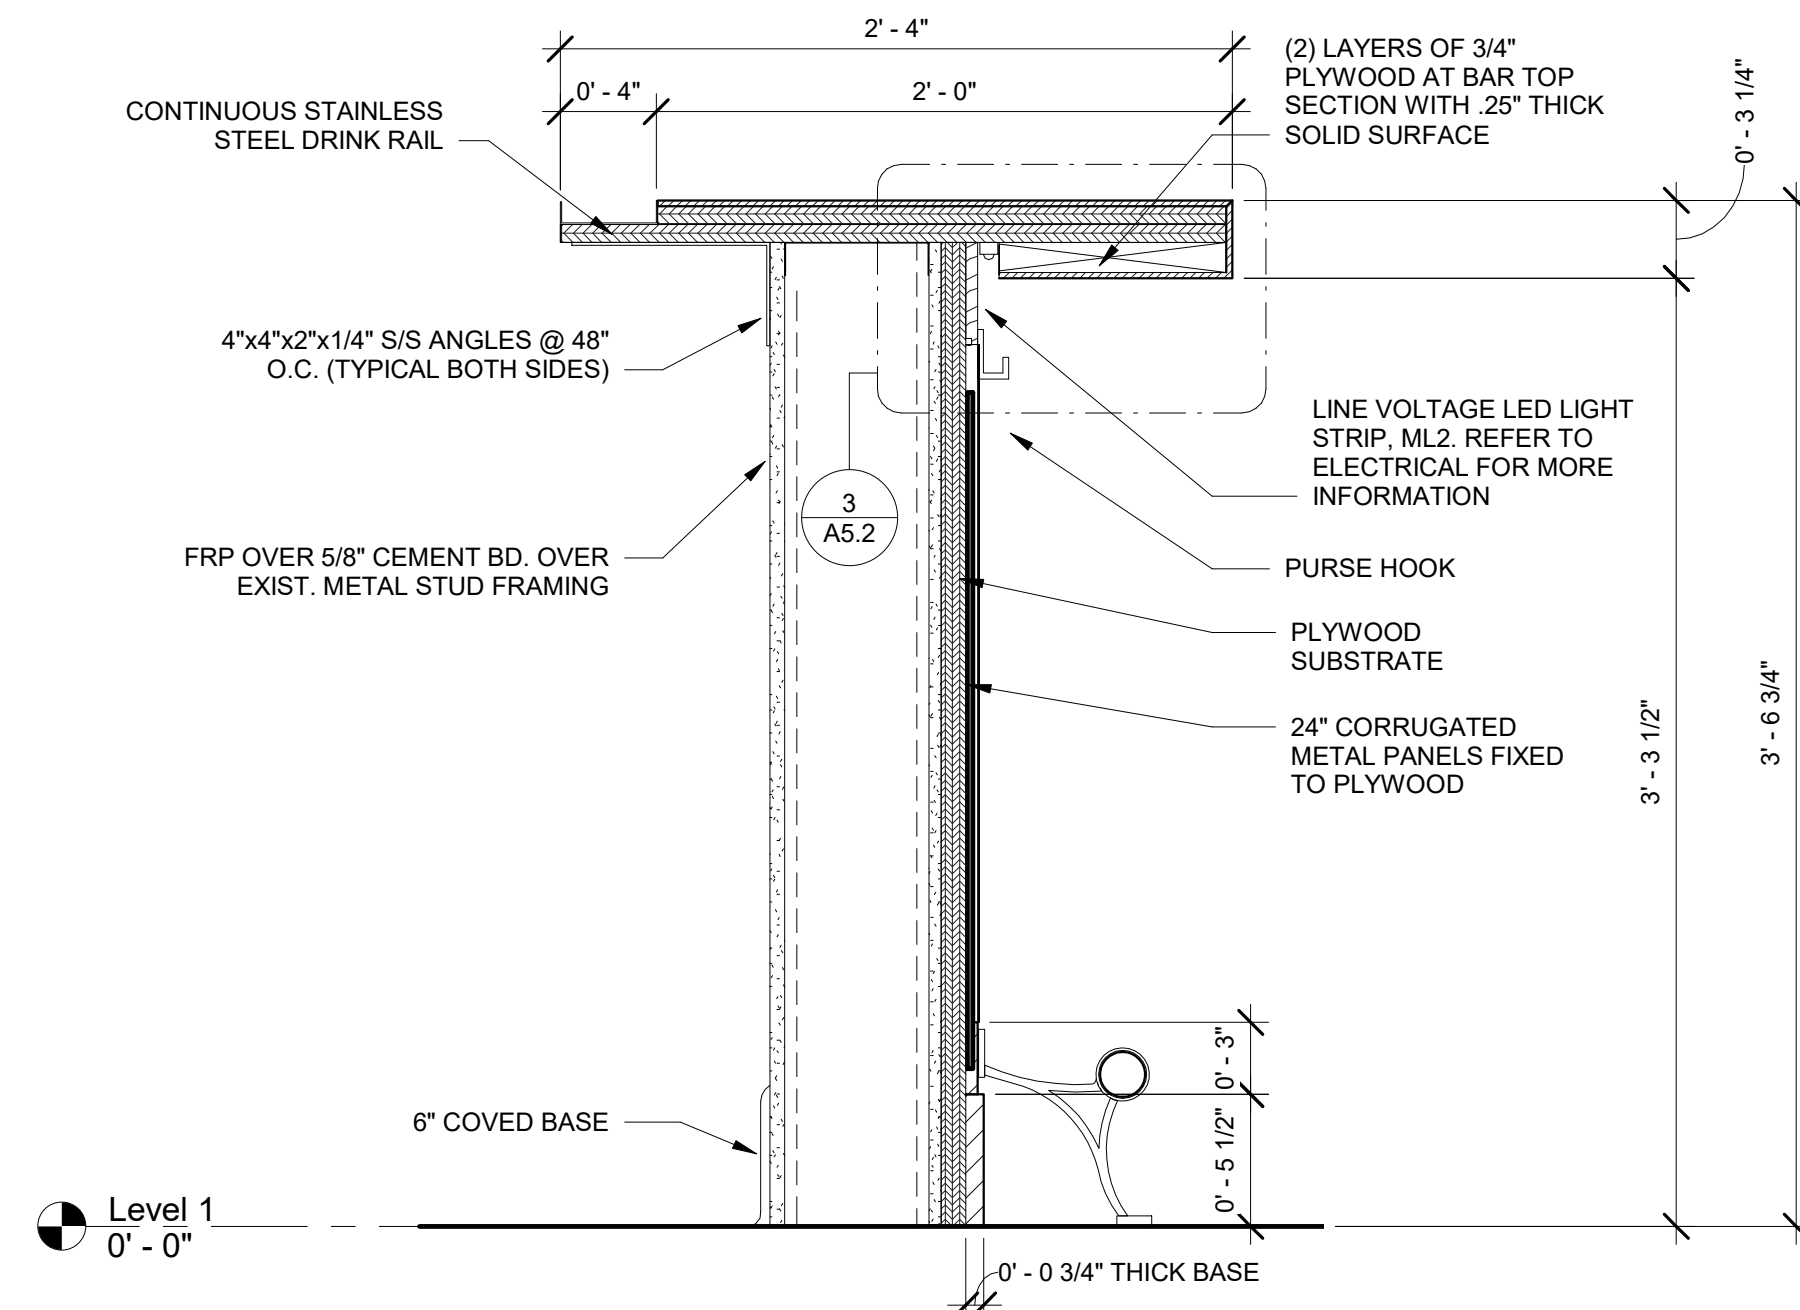 2' - 4"
0' - 4"
2' - 0"
(2) LAYERS OF 3/4"
PLYWOOD AT BAR TOP
SECTION WITH .25" THICK
SOLID SURFACE
0' - 3 1/4"
CONTINUOUS STAINLESS
STEEL DRINK RAIL
4"x4"x2"x1/4" S/S ANGLES @ 48"
O.C. (TYPICAL BOTH SIDES)
LINE VOLTAGE LED LIGHT
STRIP, ML2. REFER TO
ELECTRICAL FOR MORE
INFORMATION
3
A5.2
FRP OVER 5/8" CEMENT BD. OVER
EXIST. METAL STUD FRAMING
PURSE HOOK
PLYWOOD
SUBSTRATE
24" CORRUGATED
METAL PANELS FIXED
TO PLYWOOD
3' - 3 1/2"
3' - 6 3/4"
0' - 3"
0' - 5 1/2"
6" COVED BASE
Level 1
0' - 0"
0' - 0 3/4" THICK BASE